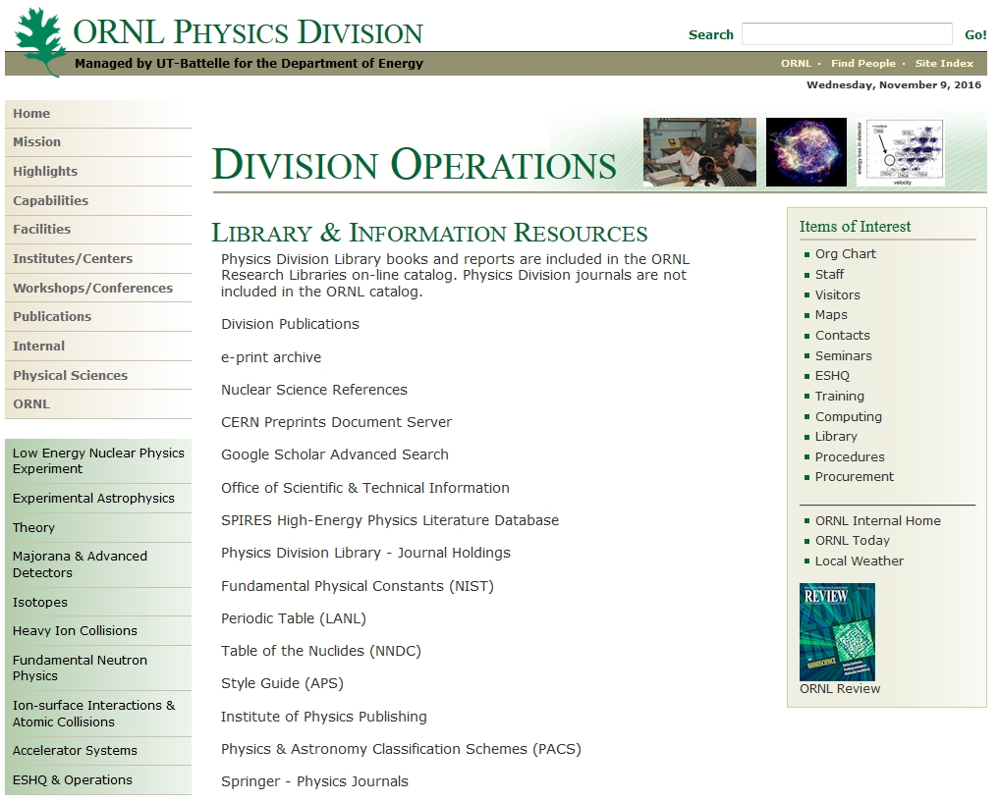 ORNL PHYSICS DIVISION
Search
Go!
Managed by UT-Battelle for the Department of Energy
ORNL · Find People · Site Index
Wednesday, November 9, 2016
Home
Mission
Highlights
Capabilities
Facilities
Institutes/Centers
Workshops/Conferences
Publications
Internal
Physical Sciences
ORNL
Low Energy Nuclear Physics
Experiment
Experimental Astrophysics
Theory
Majorana & Advanced
Detectors
Isotopes
Heavy Ion Collisions
Fundamental Neutron
Physics
Ion-surface Interactions &
Atomic Collisions
Accelerator Systems
ESHQ & Operations
DIVISION OPERATIONS
energy loss in detector
velocity
LIBRARY & INFORMATION RESOURCES
Physics Division Library books and reports are included in the ORNL
Research Libraries on-line catalog. Physics Division journals are not
included in the ORNL catalog.
Division Publications
e-print archive
Nuclear Science References
CERN Preprints Document Server
Google Scholar Advanced Search
Office of Scientific & Technical Information
SPIRES High-Energy Physics Literature Database
Physics Division Library - Journal Holdings
Fundamental Physical Constants (NIST)
Periodic Table (LANL)
Table of the Nuclides (NNDC)
Style Guide (APS)
Institute of Physics Publishing
Physics & Astronomy Classification Schemes (PACS)
Springer - Physics Journals
Items of Interest
Org Chart
Staff
Visitors
Maps
Contacts
Seminars
ESHQ
Training
Computing
Library
Procedures
Procurement
ORNL Internal Home
ORNL Today
Local Weather
REVIEW
NANOSCIENCE
ORNL Review